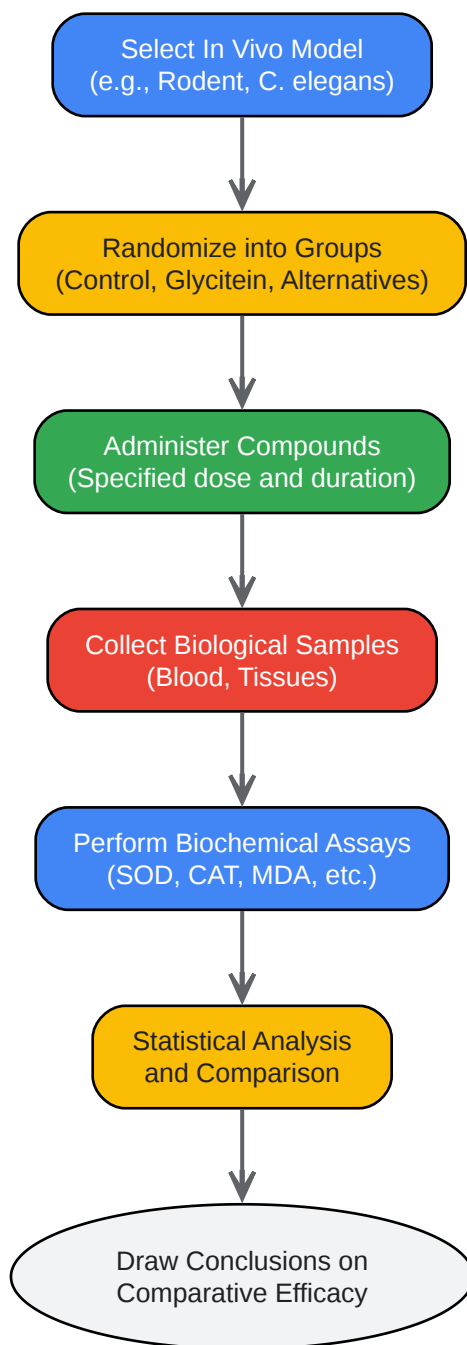 Select In Vivo Model
(e.g., Rodent, C. elegans)
Randomize into Groups
(Control, Glycitein, Alternatives)
Administer Compounds
(Specified dose and duration)
Collect Biological Samples
(Blood, Tissues)
Perform Biochemical Assays
(SOD, CAT, MDA, etc.)
Statistical Analysis
and Comparison
Draw Conclusions on
Comparative Efficacy